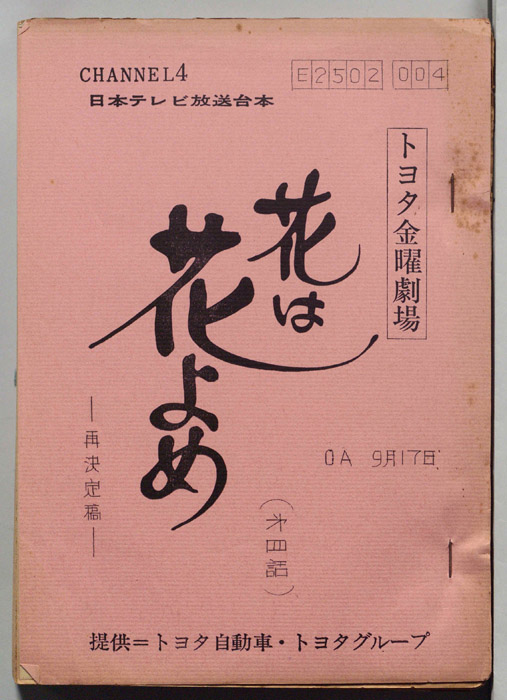 CHANNEL4
E2502 004
日本テレビ放送台本
トヨタ金曜劇場
花は
花よめ
OA 9月17日
(才四話)
―再決定稿―
提供=トヨタ自動車・トヨタグループ